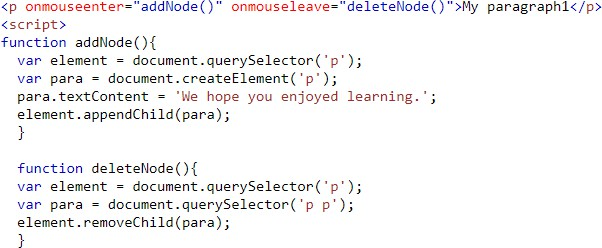 <p onmouseenter="addNode()" onmouseleave="deleteNode()">My paragraph1</p>
<script>
function addNode(){
  var element = document.querySelector('p');
  var para = document.createElement('p');
  para.textContent = 'We hope you enjoyed learning.';
  element.appendChild(para);
  }

  function deleteNode(){
  var element = document.querySelector('p');
  var para = document.querySelector('p p');
  element.removeChild(para);
  }